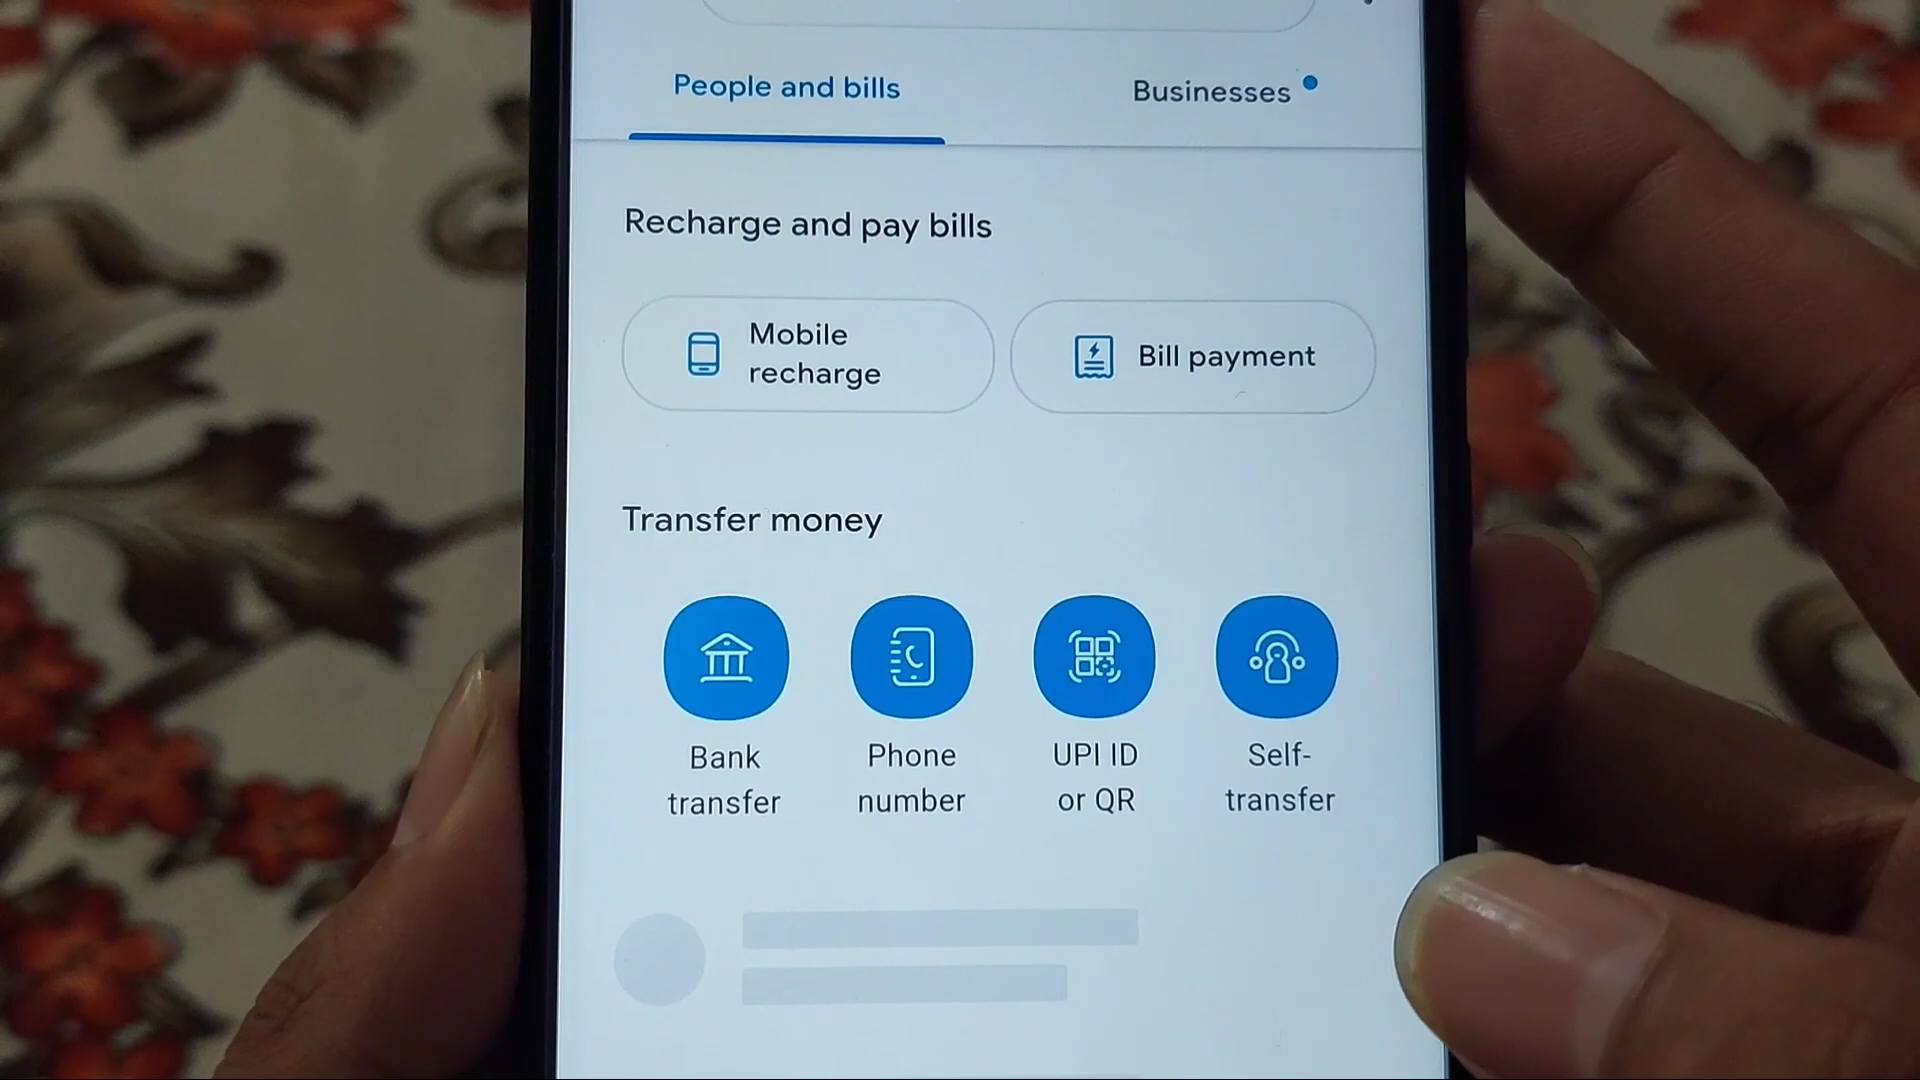 People and bills
Businesses
Recharge and pay bills
Mobile
recharge
Bill payment
Transfer money
Bank
transfer
Phone
number
UPI ID
or QR
Self-
transfer